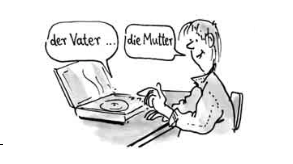 der Vater ...
die Mutter